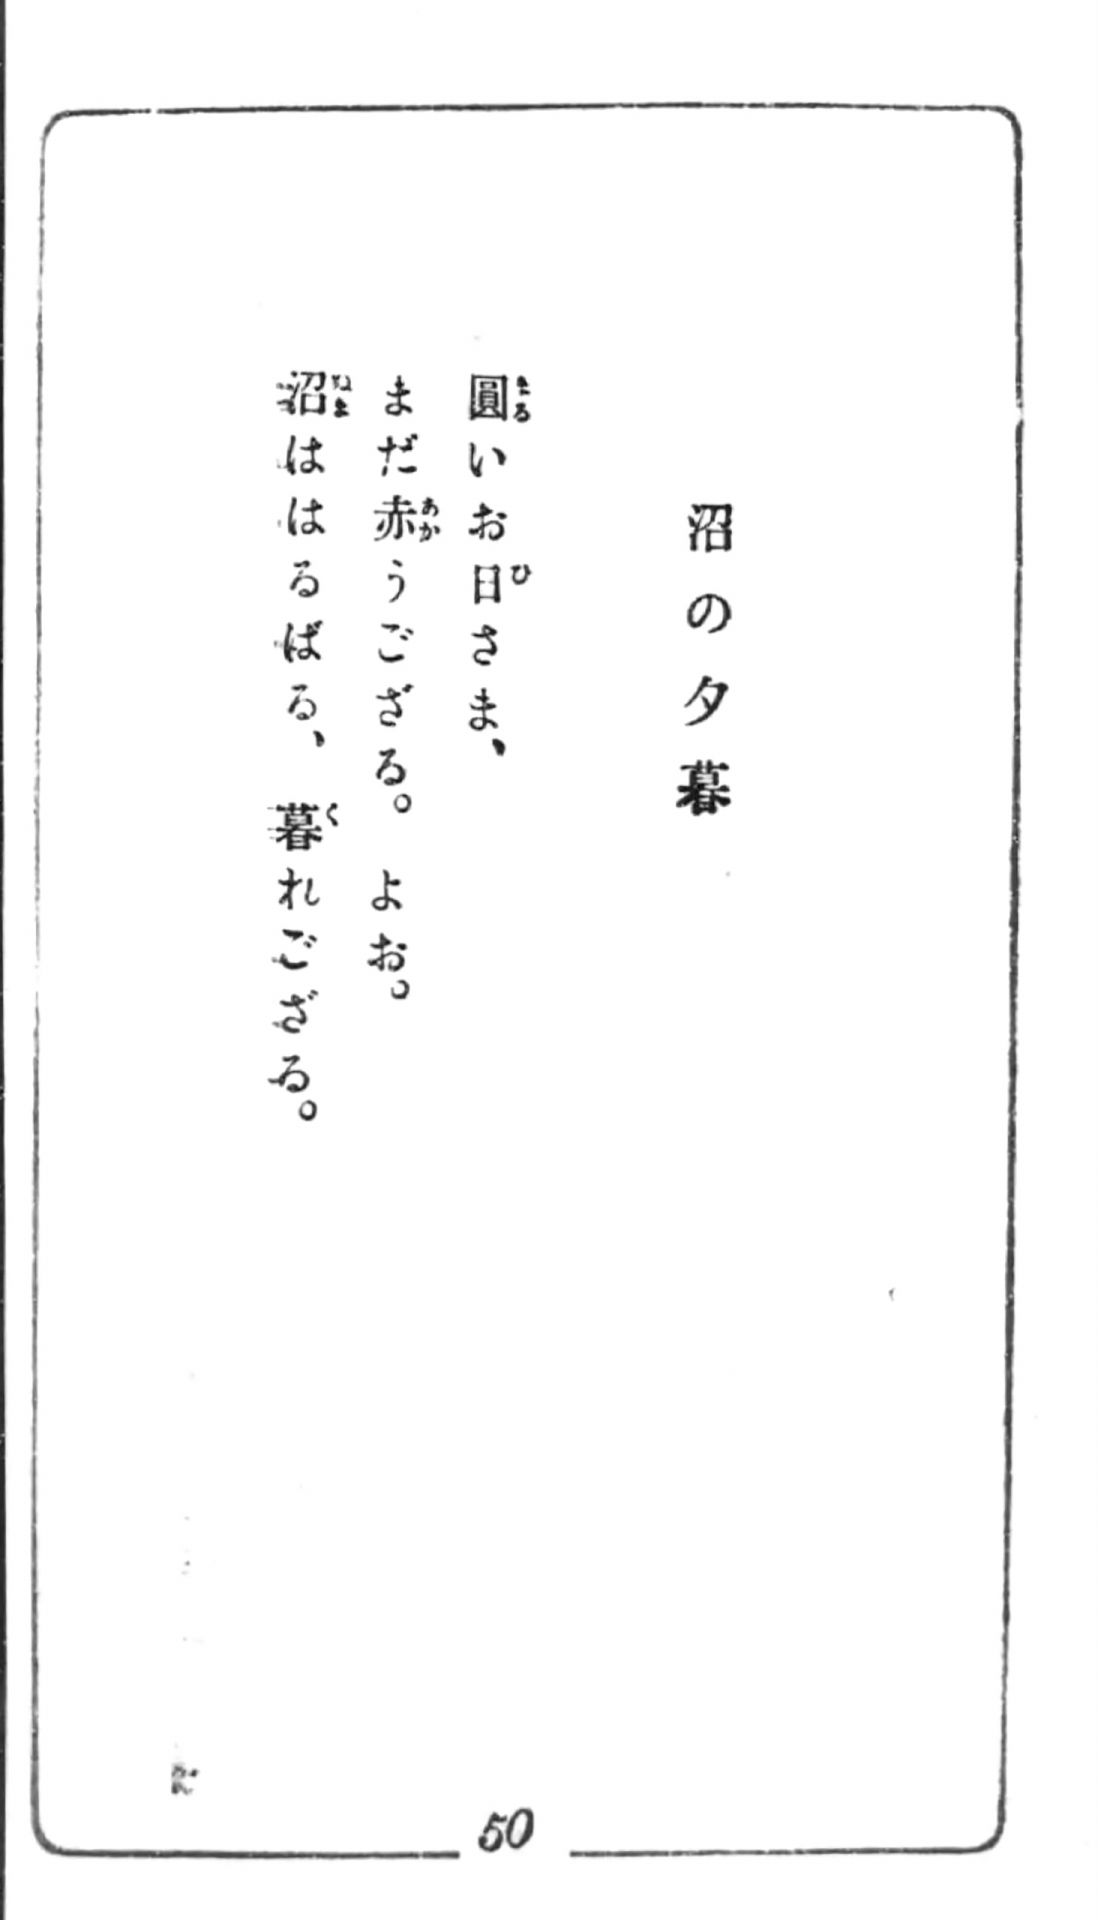 沼の夕暮
圓いお日さま、
まだ赤うござる。よお。
沼ははるばる、暮れござる。
50